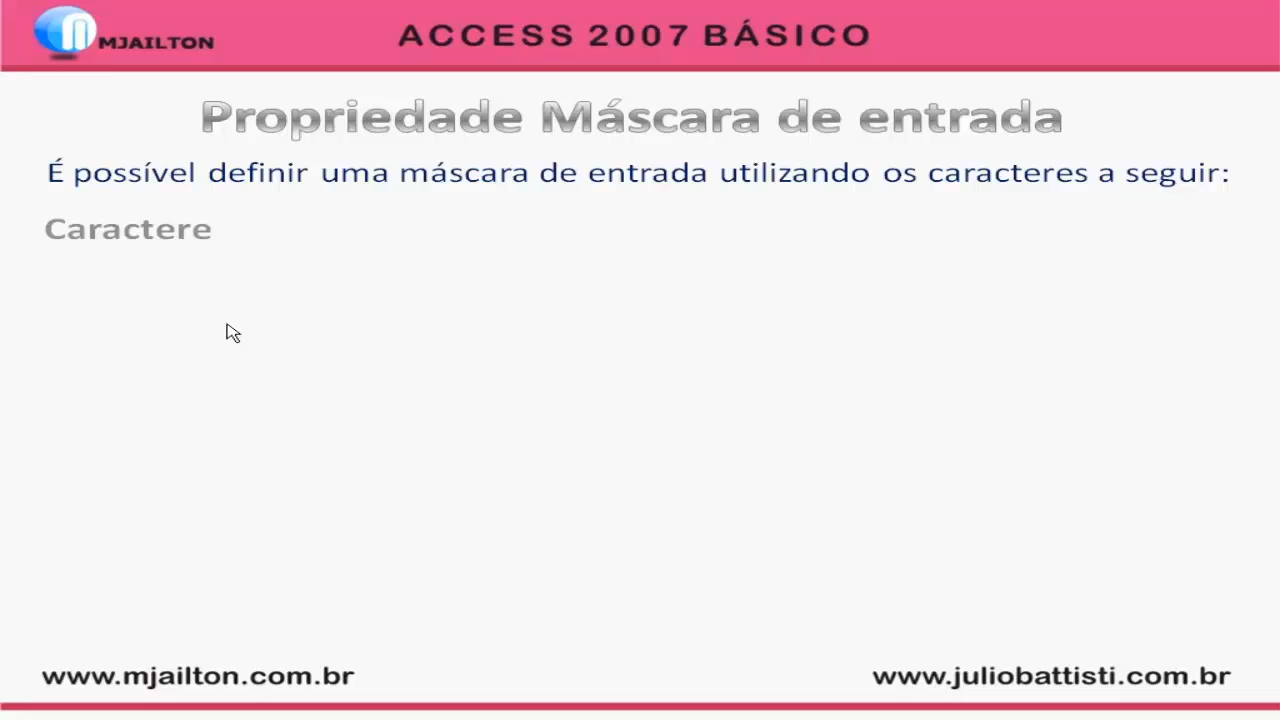 MJAILTON
ACCESS 2007 BÁSICO
Propriedade Máscara de entrada
É possível definir uma máscara de entrada utilizando os caracteres a seguir:
Caractere
www.mjailton.com.br
www.juliobattisti.com.br